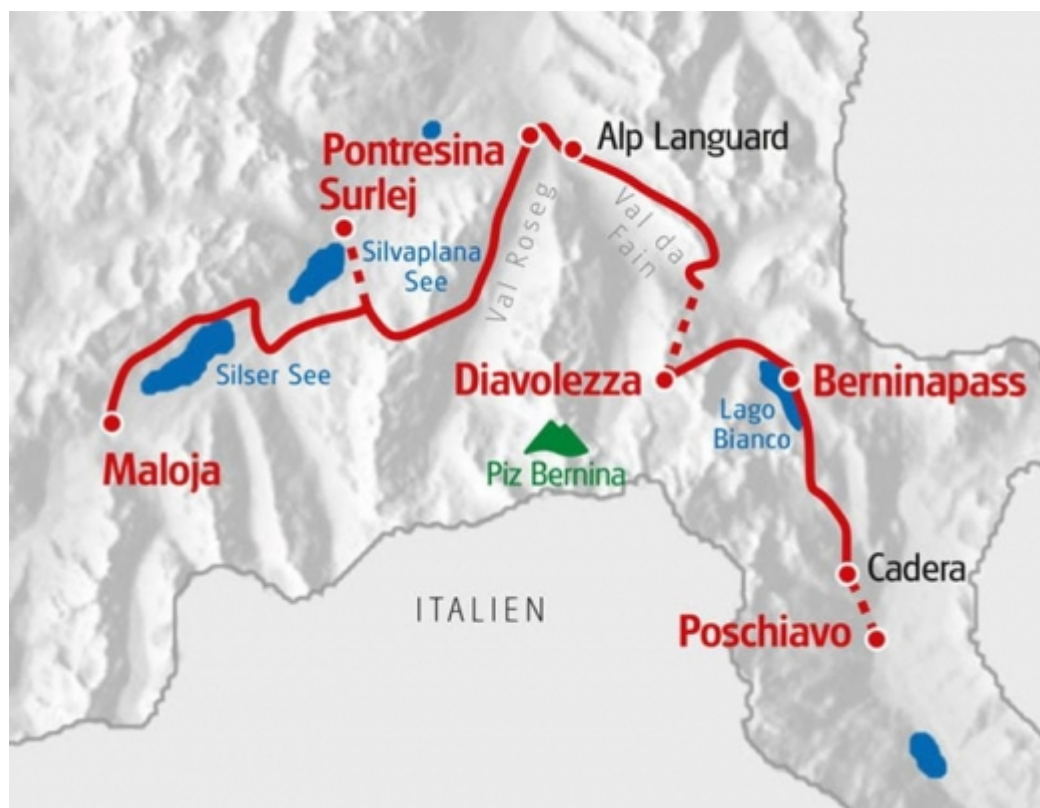 Pontresina
Alp Languard
Surlej
Silvaplana
See
Val Roseg
Val da
Fain
Silser See
Diavolezza
Berninapass
Lago
Bianco
Maloja
Piz Bernina
Cadera
ITALIEN
Poschiavo